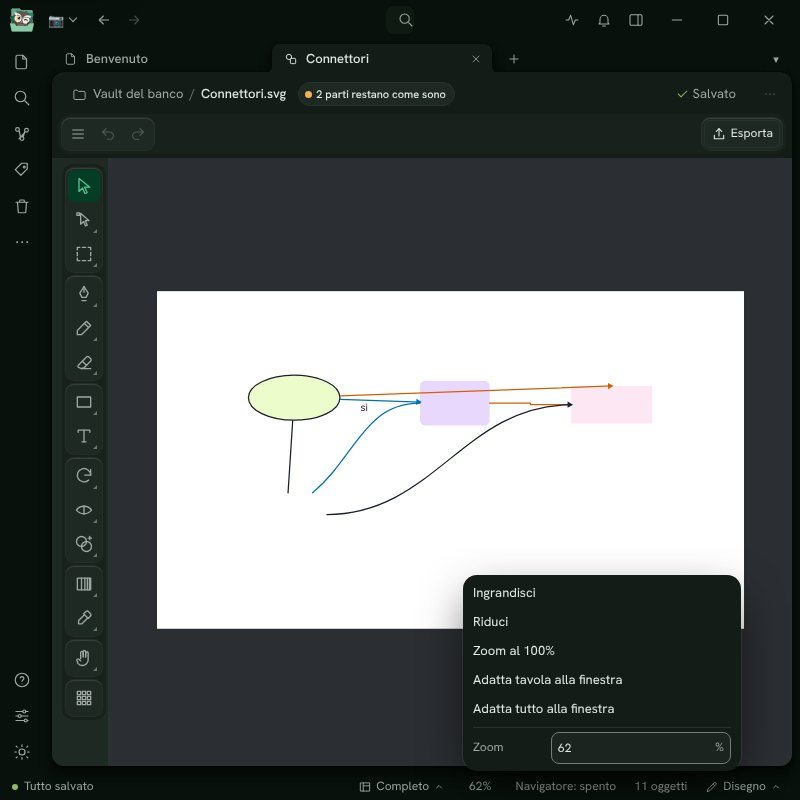 Benvenuto
Connettori
Vault del banco / Connettori.svg
2 parti restano come sono
Salvato
Esporta
sì
Ingrandisci
Riduci
Zoom al 100%
Adatta tavola alla finestra
Adatta tutto alla finestra
Zoom
62
%
Tutto salvato
Completo
62%
Navigatore: spento
11 oggetti
Disegno